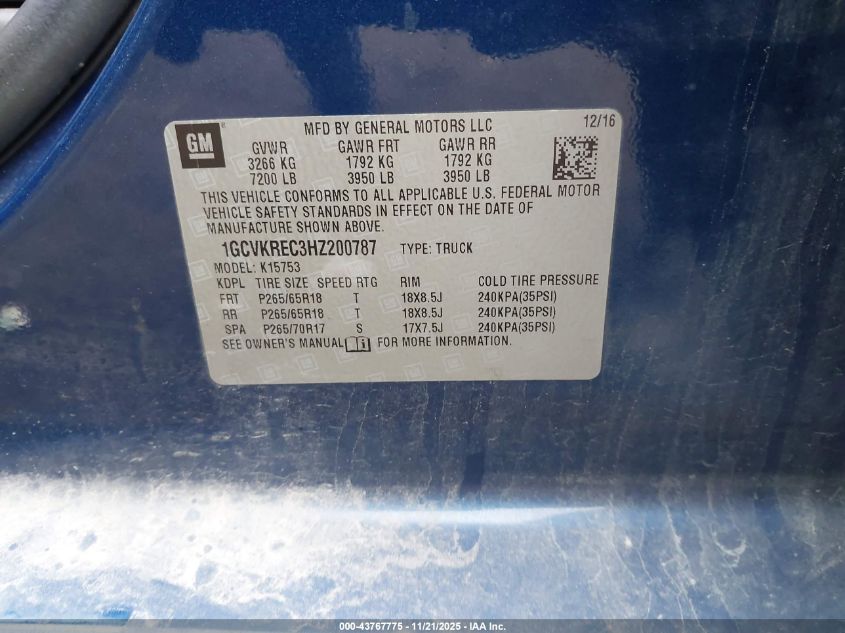 GM
MFD BY GENERAL MOTORS LLC 12/16
GVWR GAWR FRT GAWR RR
3266 KG 1792 KG 1792 KG
7200 LB 3950 LB 3950 LB
THIS VEHICLE CONFORMS TO ALL APPLICABLE U.S. FEDERAL MOTOR
VEHICLE SAFETY STANDARDS IN EFFECT ON THE DATE OF
MANUFACTURE SHOWN ABOVE.
1GCVKREC3HZ200787 TYPE: TRUCK
MODEL: K15753
KDPL TIRE SIZE SPEED RTG RIM COLD TIRE PRESSURE
FRT P265/65R18 T 18X8.5J 240KPA(35PSI)
RR P265/65R18 T 18X8.5J 240KPA(35PSI)
SPA P265/70R17 S 17X7.5J 240KPA(35PSI)
SEE OWNER'S MANUAL FOR MORE INFORMATION.
000-43767775 - 11/21/2025 - IAA Inc.